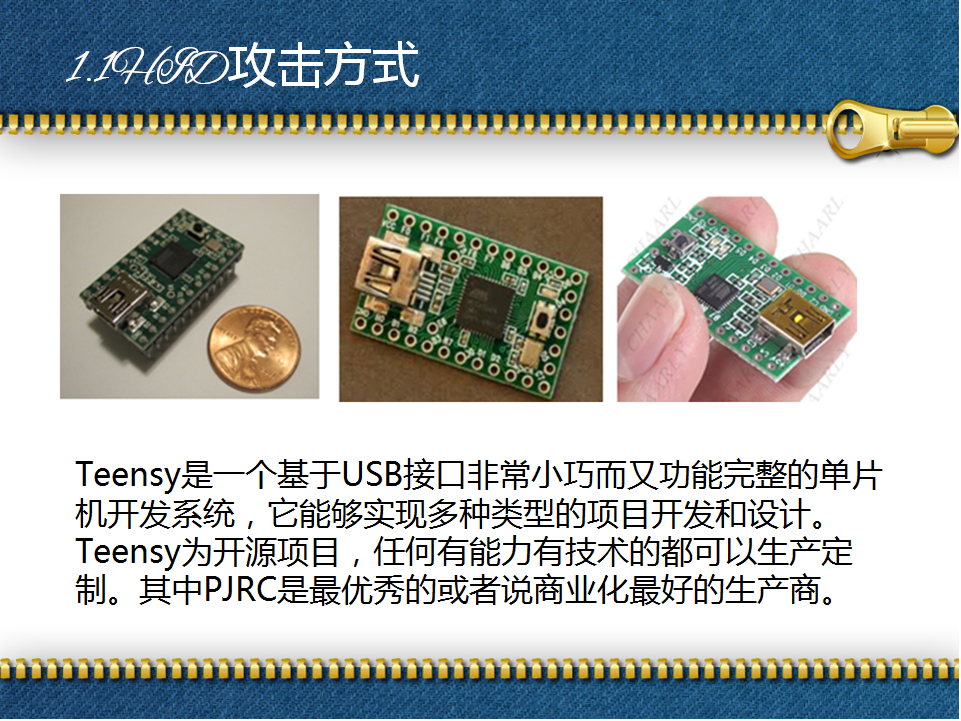 1.1HID攻击方式
Teensy是一个基于USB接口非常小巧而又功能完整的单片
机开发系统，它能够实现多种类型的项目开发和设计。
Teensy为开源项目，任何有能力有技术的都可以生产定
制。其中PJRC是最优秀的或者说商业化最好的生产商。